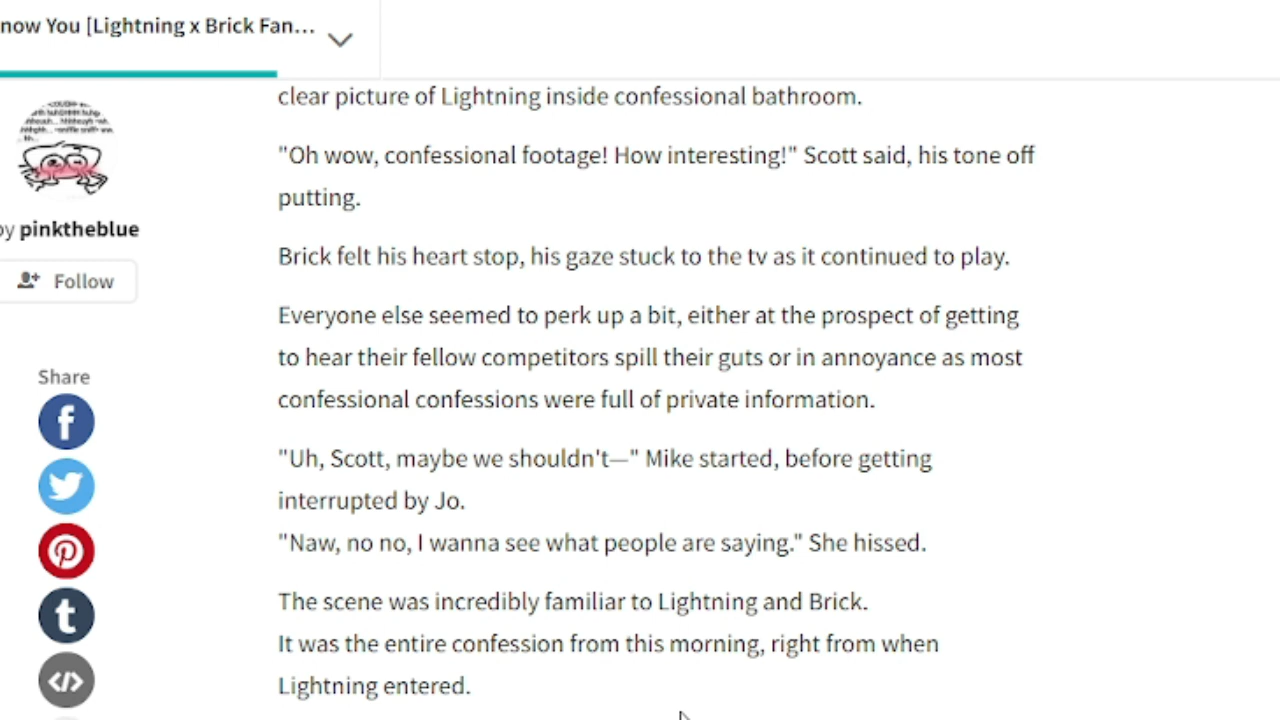 now You [Lightning x Brick Fan...
clear picture of Lightning inside confessional bathroom.
"Oh wow, confessional footage! How interesting!" Scott said, his tone off
putting.
by pinktheblue
Brick felt his heart stop, his gaze stuck to the tv as it continued to play.
Follow
Everyone else seemed to perk up a bit, either at the prospect of getting
to hear their fellow competitors spill their guts or in annoyance as most
confessional confessions were full of private information.
Share
"Uh, Scott, maybe we shouldn't—" Mike started, before getting
interrupted by Jo.
"Naw, no no, I wanna see what people are saying." She hissed.
The scene was incredibly familiar to Lightning and Brick.
It was the entire confession from this morning, right from when
Lightning entered.